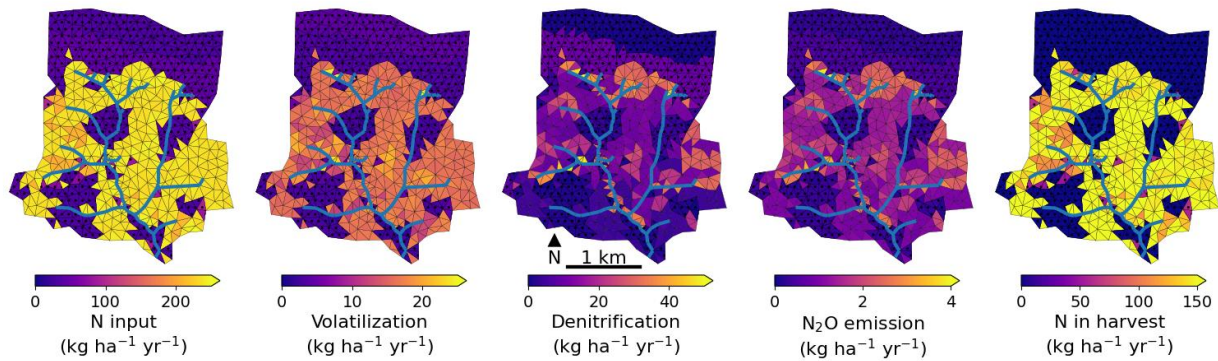 N
1 km
0 100 200
N input
(kg ha⁻¹ yr⁻¹)
0 10 20
Volatilization
(kg ha⁻¹ yr⁻¹)
0 20 40
Denitrification
(kg ha⁻¹ yr⁻¹)
0 2 4
N₂O emission
(kg ha⁻¹ yr⁻¹)
0 50 100 150
N in harvest
(kg ha⁻¹ yr⁻¹)